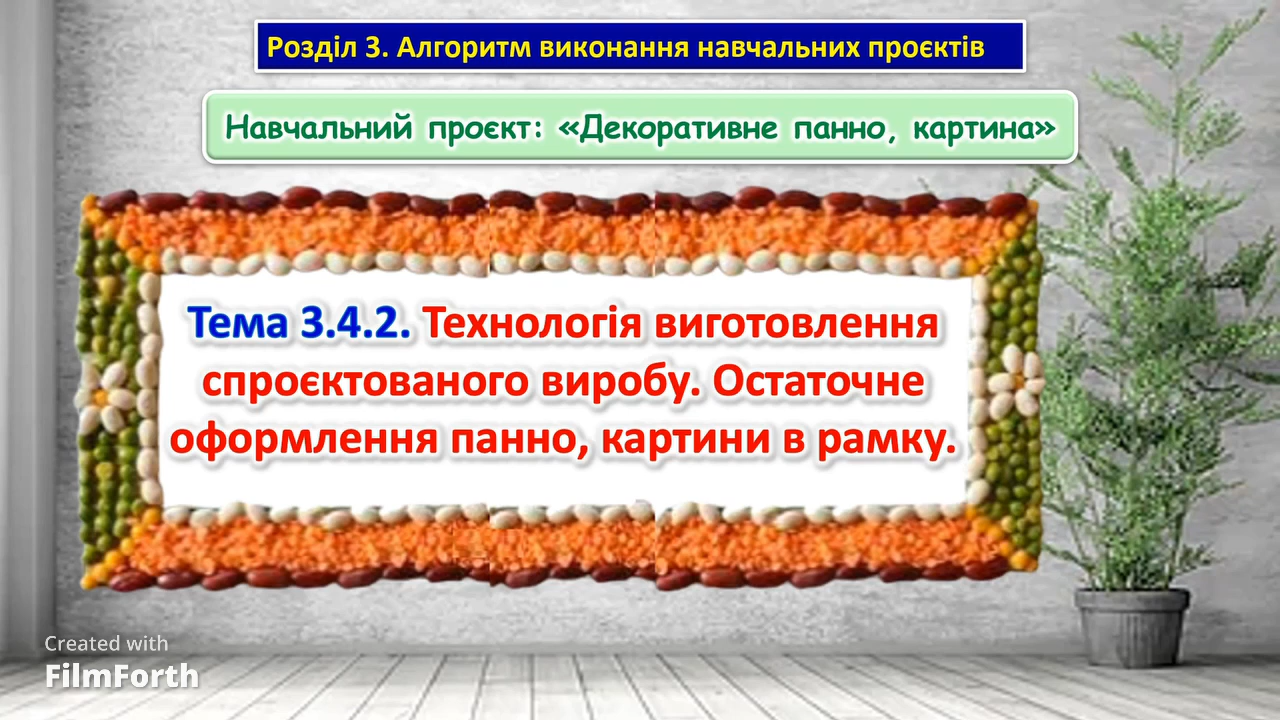 Розділ 3. Алгоритм виконання навчальних проєктів
Навчальний проєкт: «Декоративне панно, картина»
Тема 3.4.2. Технологія виготовлення
спроєктованого виробу. Остаточне
оформлення панно, картини в рамку.
Created with
FilmForth